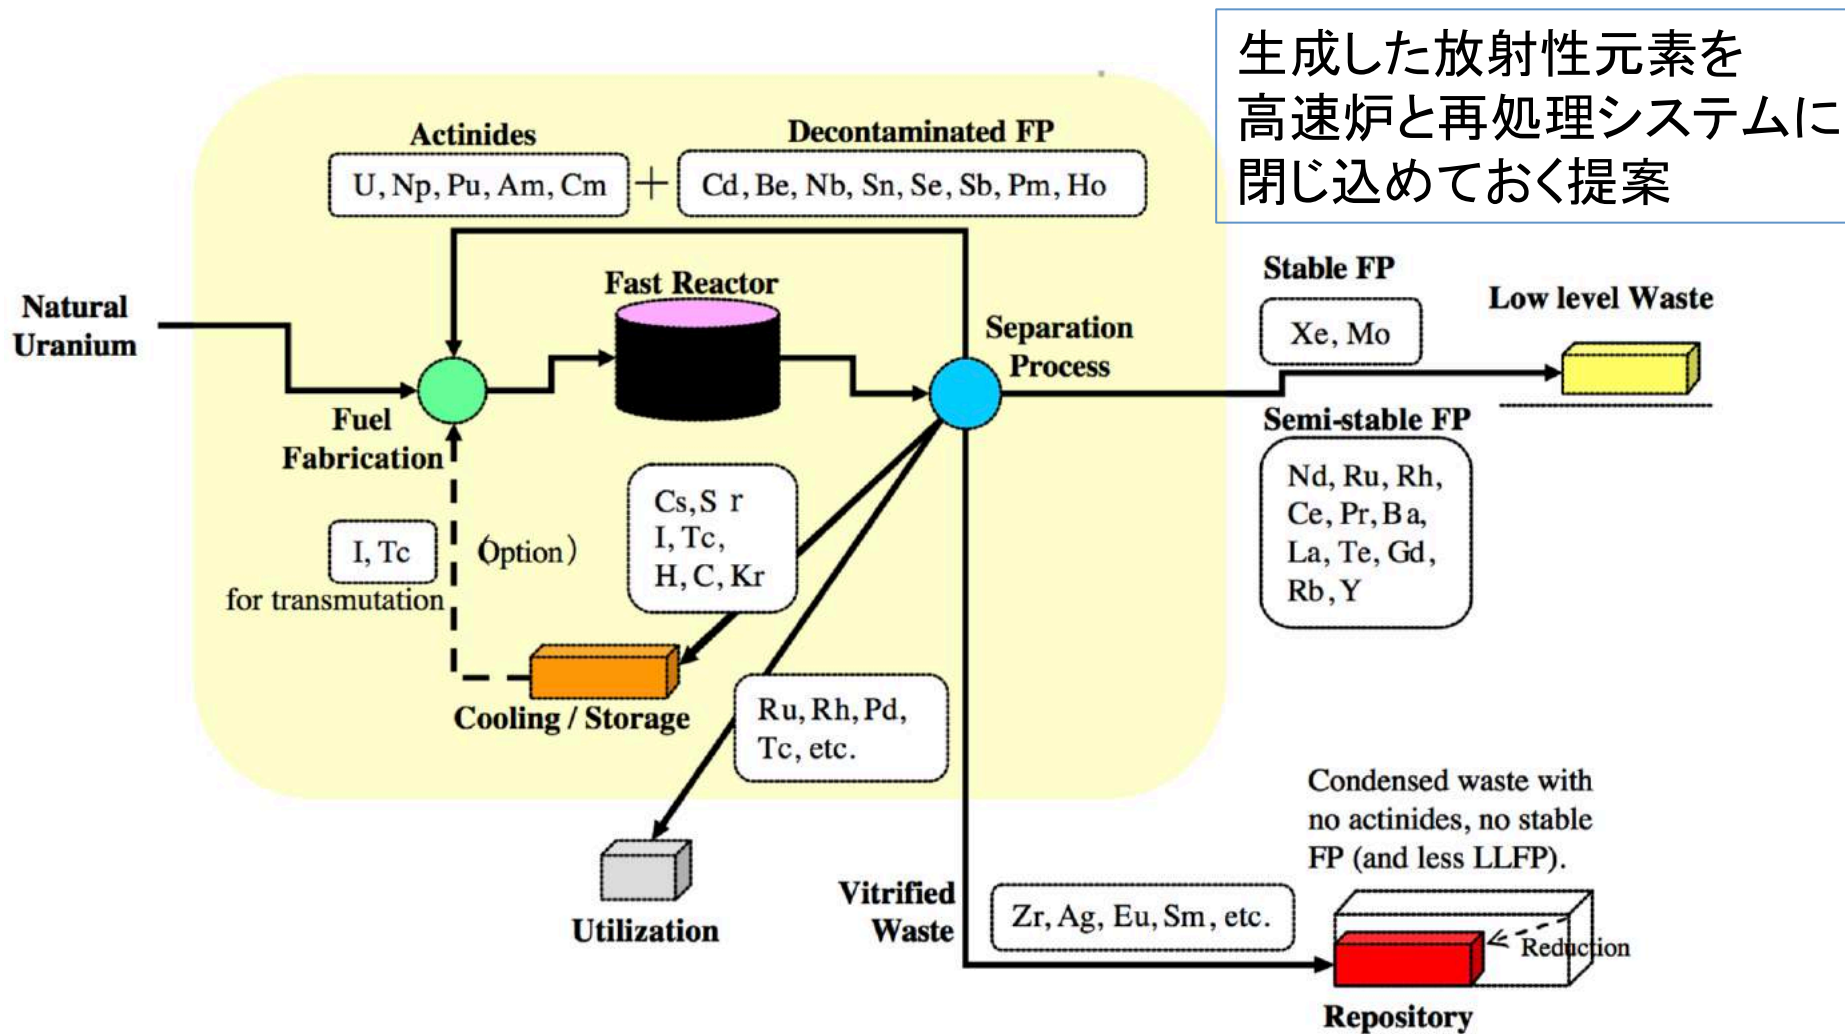 生成した放射性元素を
高速炉と再処理システムに
閉じ込めておく提案
Actinides
U, Np, Pu, Am, Cm
+
Decontaminated FP
Cd, Be, Nb, Sn, Se, Sb, Pm, Ho
Natural
Uranium
Fuel
Fabrication
Fast Reactor
Separation
Process
Stable FP
Xe, Mo
Low level Waste
Semi-stable FP
Nd, Ru, Rh,
Ce, Pr, Ba,
La, Te, Gd,
Rb, Y
I, Tc
(Option)
for transmutation
Cs, Sr
I, Tc,
H, C, Kr
Cooling / Storage
Ru, Rh, Pd,
Tc, etc.
Utilization
Vitrified
Waste
Zr, Ag, Eu, Sm, etc.
Condensed waste with
no actinides, no stable
FP (and less LLFP).
Reduction
Repository